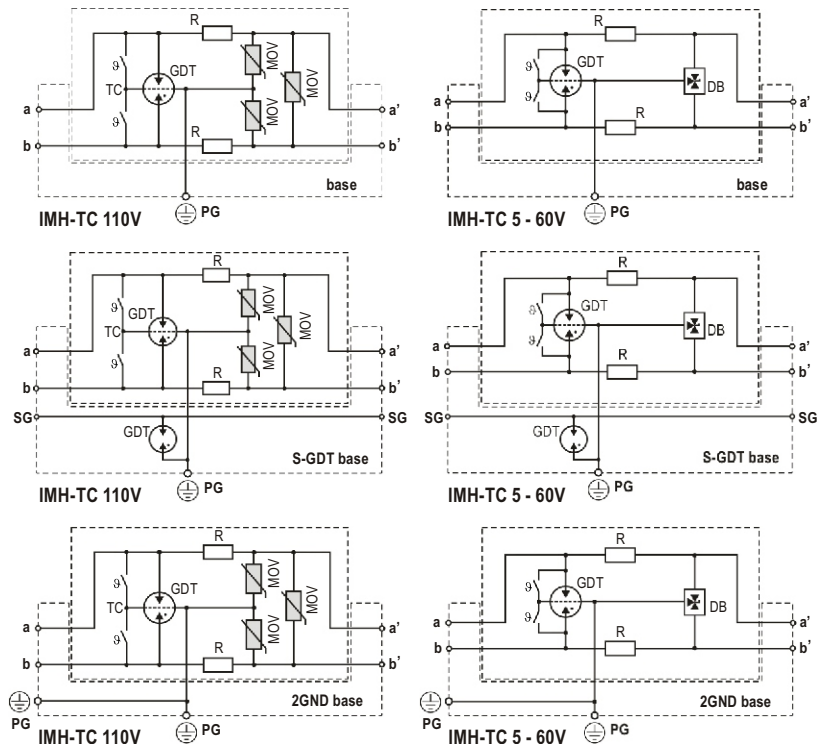 R
GDT
MOV
MOV
MOV
TC
ϑ
ϑ
R
a
a'
b
b'
base
IMH-TC 110V
PG
R
GDT
ϑ
ϑ
DB
R
a
a'
b
b'
base
IMH-TC 5 - 60V
PG
R
GDT
MOV
MOV
MOV
TC
ϑ
ϑ
R
a
a'
b
b'
SG
SG
GDT
S-GDT base
IMH-TC 110V
PG
R
GDT
ϑ
ϑ
DB
R
a
a'
b
b'
SG
SG
GDT
S-GDT base
IMH-TC 5 - 60V
PG
R
GDT
MOV
MOV
MOV
TC
ϑ
ϑ
R
a
a'
b
b'
2GND base
PG
IMH-TC 110V
PG
R
GDT
ϑ
ϑ
DB
R
a
a'
b
b'
2GND base
PG
IMH-TC 5 - 60V
PG